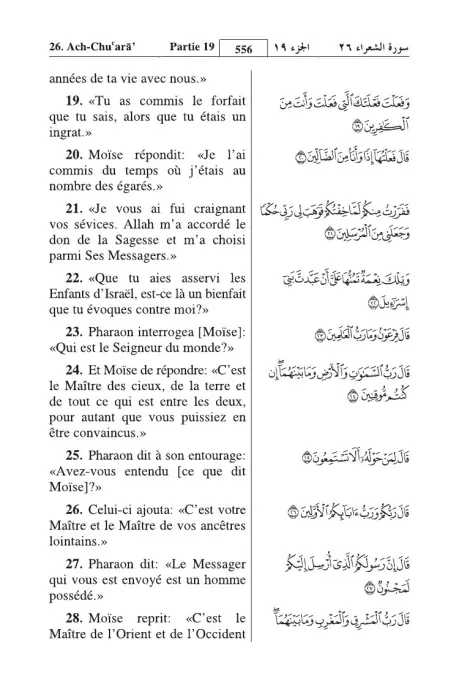 26. Ach-Chuᶜarā’ Partie 19 556 الجزء ١٩ سورة الشعراء ٢٦
années de ta vie avec nous.»
19. «Tu as commis le forfait
que tu sais, alors que tu étais un
ingrat.»
20. Moïse répondit: «Je l’ai
commis du temps où j’étais au
nombre des égarés.»
21. «Je vous ai fui craignant
vos sévices. Allah m’a accordé le
don de la Sagesse et m’a choisi
parmi Ses Messagers.»
22. «Que tu aies asservi les
Enfants d’Israël, est-ce là un bienfait
que tu évoques contre moi?»
23. Pharaon interrogea [Moïse]:
«Qui est le Seigneur du monde?»
24. Et Moïse de répondre: «C’est
le Maître des cieux, de la terre et
de tout ce qui est entre les deux,
pour autant que vous puissiez en
être convaincus.»
25. Pharaon dit à son entourage:
«Avez-vous entendu [ce que dit
Moïse]?»
26. Celui-ci ajouta: «C’est votre
Maître et le Maître de vos ancêtres
lointains.»
27. Pharaon dit: «Le Messager
qui vous est envoyé est un homme
possédé.»
28. Moïse reprit: «C’est le
Maître de l’Orient et de l’Occident
وَفَعَلْتَ فَعْلَتَكَ ٱلَّتِي فَعَلْتَ وَأَنتَ مِنَ
ٱلْكَٰفِرِينَ ١٩
قَالَ فَعَلْتُهَآ إِذًا وَأَنَا۠ مِنَ ٱلضَّآلِّينَ ٢٠
فَفَرَرْتُ مِنكُمْ لَمَّا خِفْتُكُمْ فَوَهَبَ لِي رَبِّي حُكْمًا
وَجَعَلَنِي مِنَ ٱلْمُرْسَلِينَ ٢١
وَتِلْكَ نِعْمَةٌ تَمُنُّهَا عَلَيَّ أَنْ عَبَّدتَّ بَنِيٓ
إِسْرَٰٓءِيلَ ٢٢
قَالَ فِرْعَوْنُ وَمَا رَبُّ ٱلْعَٰلَمِينَ ٢٣
قَالَ رَبُّ ٱلسَّمَٰوَٰتِ وَٱلْأَرْضِ وَمَا بَيْنَهُمَآ ۖ إِن
كُنتُم مُّوقِنِينَ ٢٤
قَالَ لِمَنْ حَوْلَهُۥٓ أَلَا تَسْتَمِعُونَ ٢٥
قَالَ رَبُّكُمْ وَرَبُّ ءَابَآئِكُمُ ٱلْأَوَّلِينَ ٢٦
قَالَ إِنَّ رَسُولَكُمُ ٱلَّذِيٓ أُرْسِلَ إِلَيْكُمْ
لَمَجْنُونٌ ٢٧
قَالَ رَبُّ ٱلْمَشْرِقِ وَٱلْمَغْرِبِ وَمَا بَيْنَهُمَآ ۖ